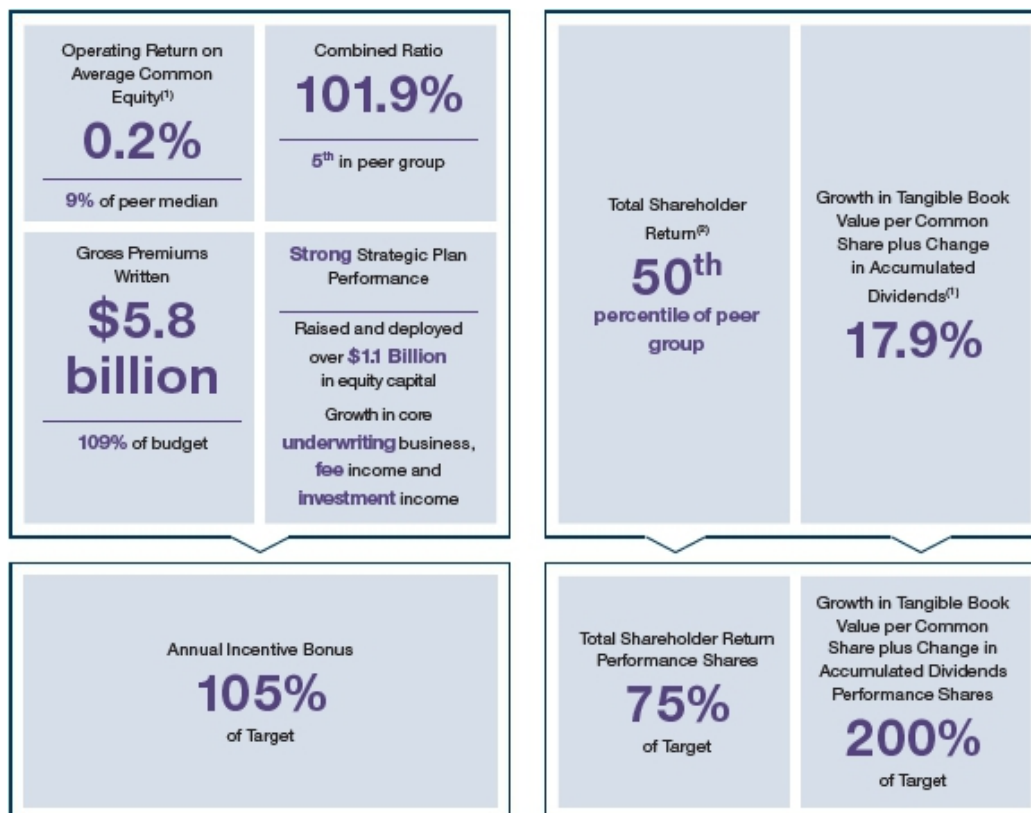 Operating Return on
Average Common
Equity(1)
0.2%
9% of peer median
Combined Ratio
101.9%
5th in peer group
Gross Premiums
Written
$5.8
billion
109% of budget
Strong Strategic Plan
Performance
Raised and deployed
over $1.1 Billion
in equity capital
Growth in core
underwriting business,
fee income and
investment income
Total Shareholder
Return(2)
50th
percentile of peer
group
Growth in Tangible Book
Value per Common
Share plus Change
in Accumulated
Dividends(1)
17.9%
Annual Incentive Bonus
105%
of Target
Total Shareholder Return
Performance Shares
75%
of Target
Growth in Tangible Book
Value per Common
Share plus Change in
Accumulated Dividends
Performance Shares
200%
of Target